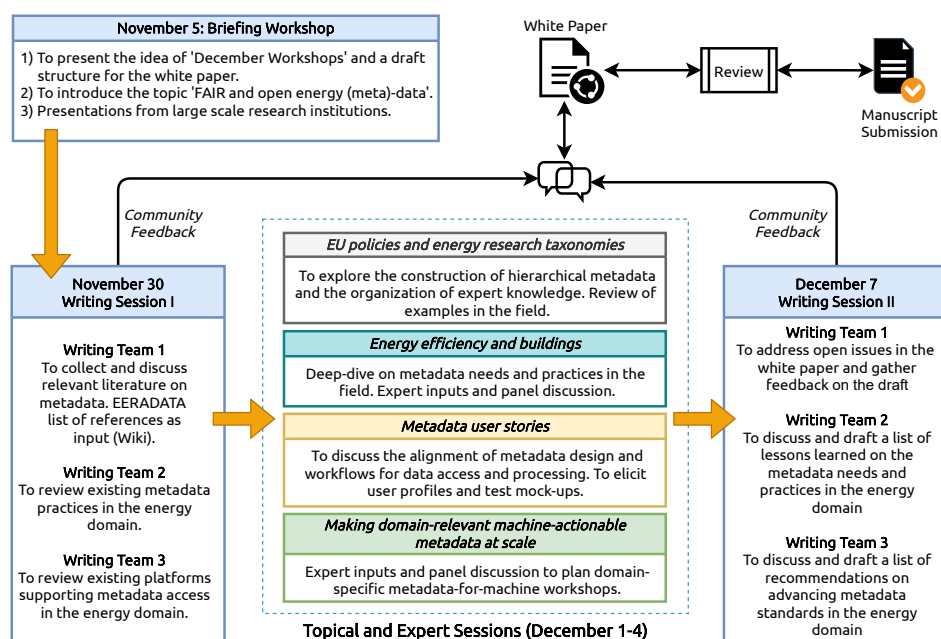 November 5: Briefing Workshop
1) To present the idea of 'December Workshops' and a draft
structure for the white paper.
2) To introduce the topic 'FAIR and open energy (meta)-data'.
3) Presentations from large scale research institutions.
White Paper
Review
Manuscript
Submission
Community
Feedback
Community
Feedback
November 30
Writing Session I
Writing Team 1
To collect and discuss
relevant literature on
metadata. EERADATA
list of references as
input (Wiki).
Writing Team 2
To review existing metadata
practices in the energy
domain.
Writing Team 3
To review existing platforms
supporting metadata access
in the energy domain.
EU policies and energy research taxonomies
To explore the construction of hierarchical metadata
and the organization of expert knowledge. Review of
examples in the field.
Energy efficiency and buildings
Deep-dive on metadata needs and practices in the
field. Expert inputs and panel discussion.
Metadata user stories
To discuss the alignment of metadata design and
workflows for data access and processing. To elicit
user profiles and test mock-ups.
Making domain-relevant machine-actionable
metadata at scale
Expert inputs and panel discussion to plan domain-
specific metadata-for-machine workshops.
Topical and Expert Sessions (December 1-4)
December 7
Writing Session II
Writing Team 1
To address open issues in the
white paper and gather
feedback on the draft
Writing Team 2
To discuss and draft a list of
lessons learned on the
metadata needs and
practices in the energy
domain
Writing Team 3
To discuss and draft a list of
recommendations on
advancing metadata
standards in the energy
domain